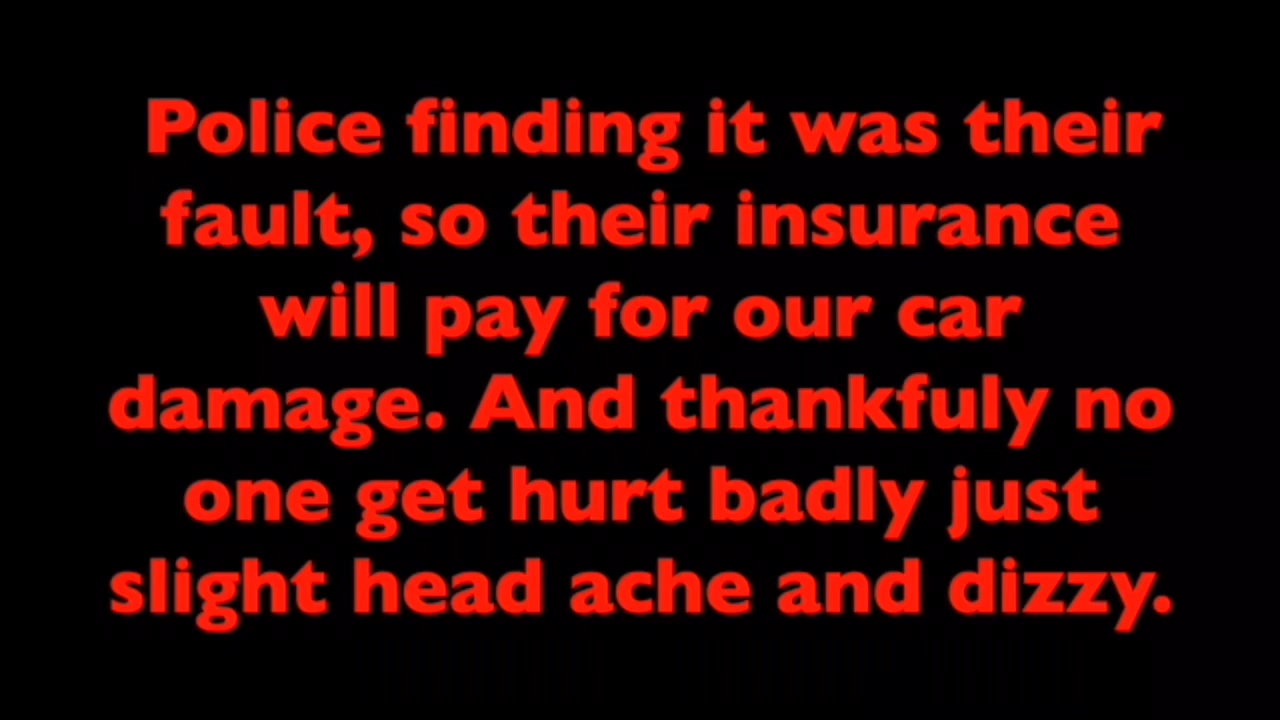 Police finding it was their
fault, so their insurance
will pay for our car
damage. And thankfuly no
one get hurt badly just
slight head ache and dizzy.